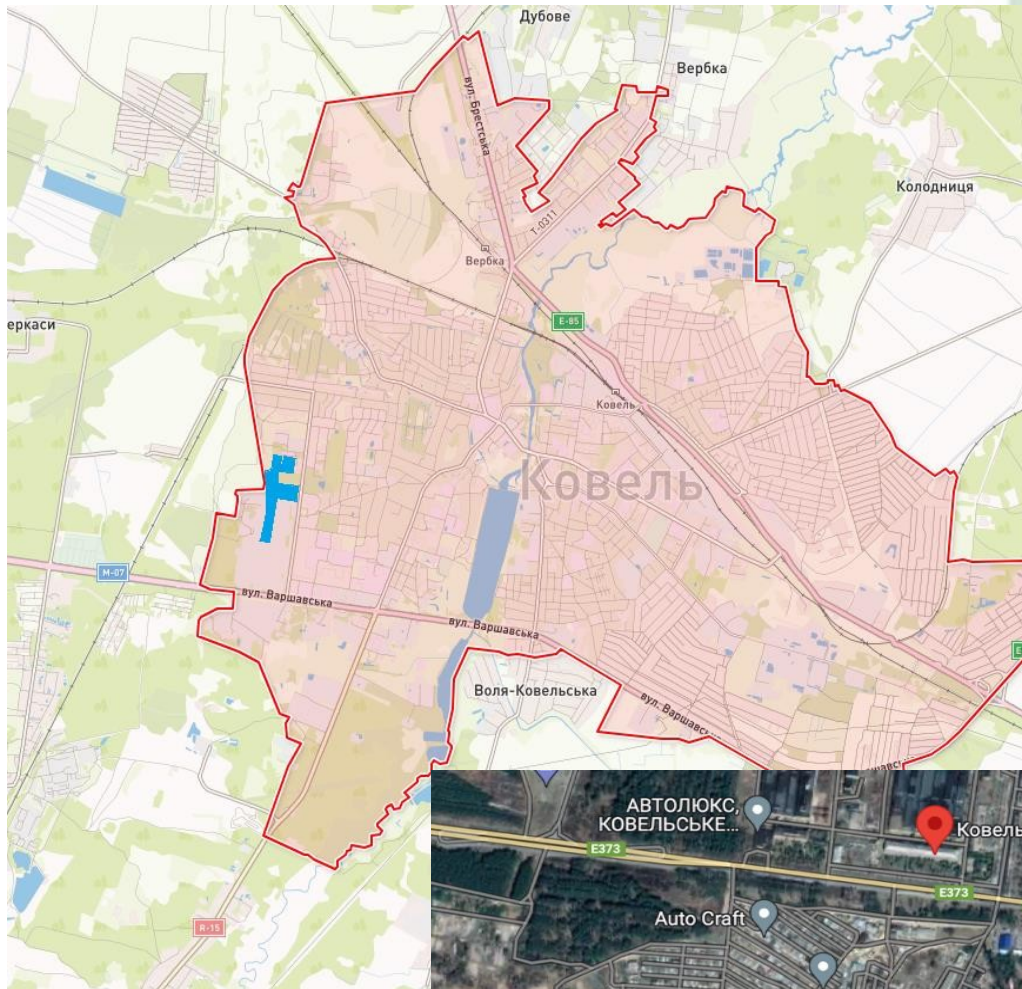 Дубове
Вербка
вул. Брестська
Колодниця
Т-0311
Вербка
Е-85
еркаси
Ковель
Ковель
М-07
вул. Варшавська
вул. Варшавська
Е
Воля-Ковельська
вул. Варшавсь
АВТОЛЮКС,
КОВЕЛЬСЬКЕ...
Ковель
E373
E373
Auto Craft
R-15